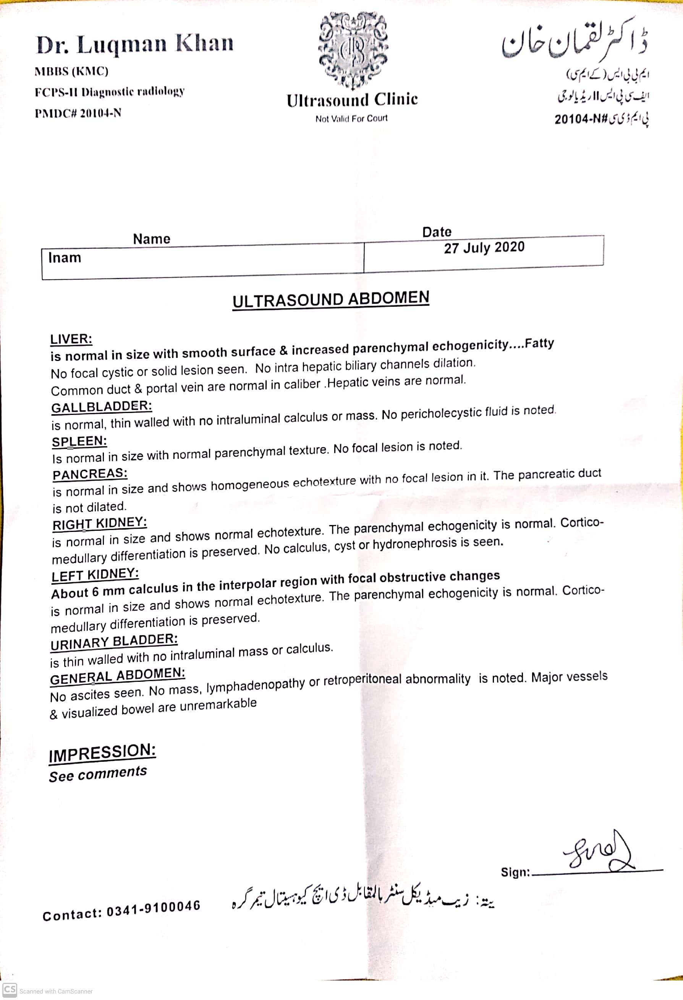 Dr. Luqman Khan
MBBS (KMC)
FCPS-II Diagnostic radiology
PMDC# 20104-N
Ultrasound Clinic
Not Valid For Court
ڈاکٹر لقمان خان
ایم بی بی ایس (کے ایم سی)
ایف سی پی ایس II ریڈیالوجی
پی ایم ڈی سی #20104-N
Name Date
Inam 27 July 2020
ULTRASOUND ABDOMEN
LIVER:
is normal in size with smooth surface & increased parenchymal echogenicity....Fatty
No focal cystic or solid lesion seen. No intra hepatic biliary channels dilation.
Common duct & portal vein are normal in caliber .Hepatic veins are normal.
GALLBLADDER:
is normal, thin walled with no intraluminal calculus or mass. No pericholecystic fluid is noted.
SPLEEN:
Is normal in size with normal parenchymal texture. No focal lesion is noted.
PANCREAS:
is normal in size and shows homogeneous echotexture with no focal lesion in it. The pancreatic duct
is not dilated.
RIGHT KIDNEY:
is normal in size and shows normal echotexture. The parenchymal echogenicity is normal. Cortico-
medullary differentiation is preserved. No calculus, cyst or hydronephrosis is seen.
LEFT KIDNEY:
About 6 mm calculus in the interpolar region with focal obstructive changes
is normal in size and shows normal echotexture. The parenchymal echogenicity is normal. Cortico-
medullary differentiation is preserved.
URINARY BLADDER:
is thin walled with no intraluminal mass or calculus.
GENERAL ABDOMEN:
No ascites seen. No mass, lymphadenopathy or retroperitoneal abnormality is noted. Major vessels
& visualized bowel are unremarkable
IMPRESSION:
See comments
Sign:
Contact: 0341-9100046
پتہ: زیب میڈیکل سنٹر بالمقابل ڈی ایچ کیو ہسپتال تیمرگرہ
CS Scanned with CamScanner